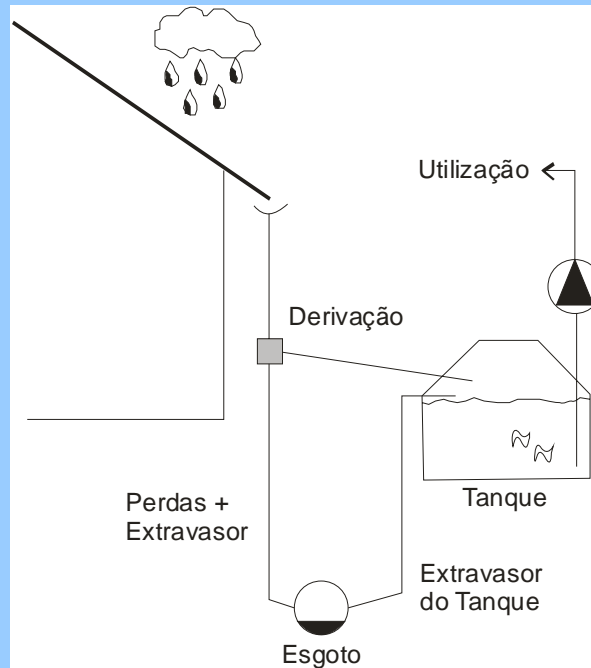 Utilização
Derivação
Tanque
Perdas +
Extravasor
Extravasor
do Tanque
Esgoto